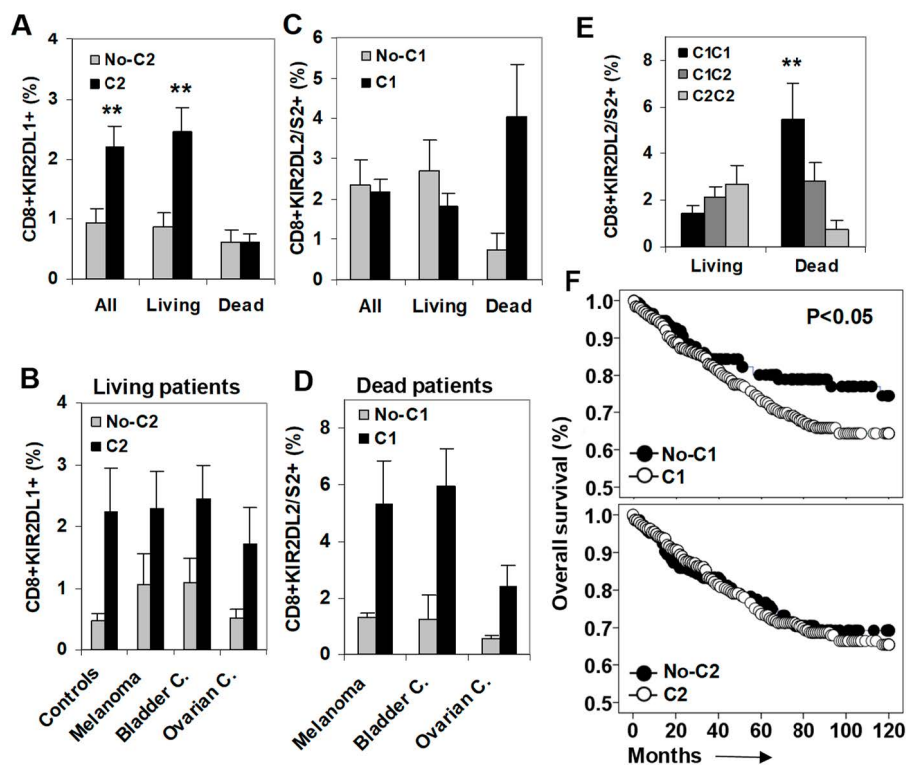 A
No-C2
C2
CD8+KIR2DL1+ (%)
4
3
2
1
0
**
**
All
Living
Dead
C
No-C1
C1
CD8+KIR2DL2/S2+ (%)
6
5
4
3
2
1
0
All
Living
Dead
E
C1C1
C1C2
C2C2
CD8+KIR2DL2/S2+ (%)
8
6
4
2
0
**
Living
Dead
B
Living patients
No-C2
C2
CD8+KIR2DL1+ (%)
4
3
2
1
0
Controls
Melanoma
Bladder C.
Ovarian C.
D
Dead patients
No-C1
C1
CD8+KIR2DL2/S2+ (%)
8
6
4
2
0
Melanoma
Bladder C.
Ovarian C.
F
P<0.05
1.0
0.9
0.8
0.7
0.6
0.5
No-C1
C1
Overall survival (%)
1.0
0.9
0.8
0.7
0.6
0.5
No-C2
C2
0 20 40 60 80 100 120
Months